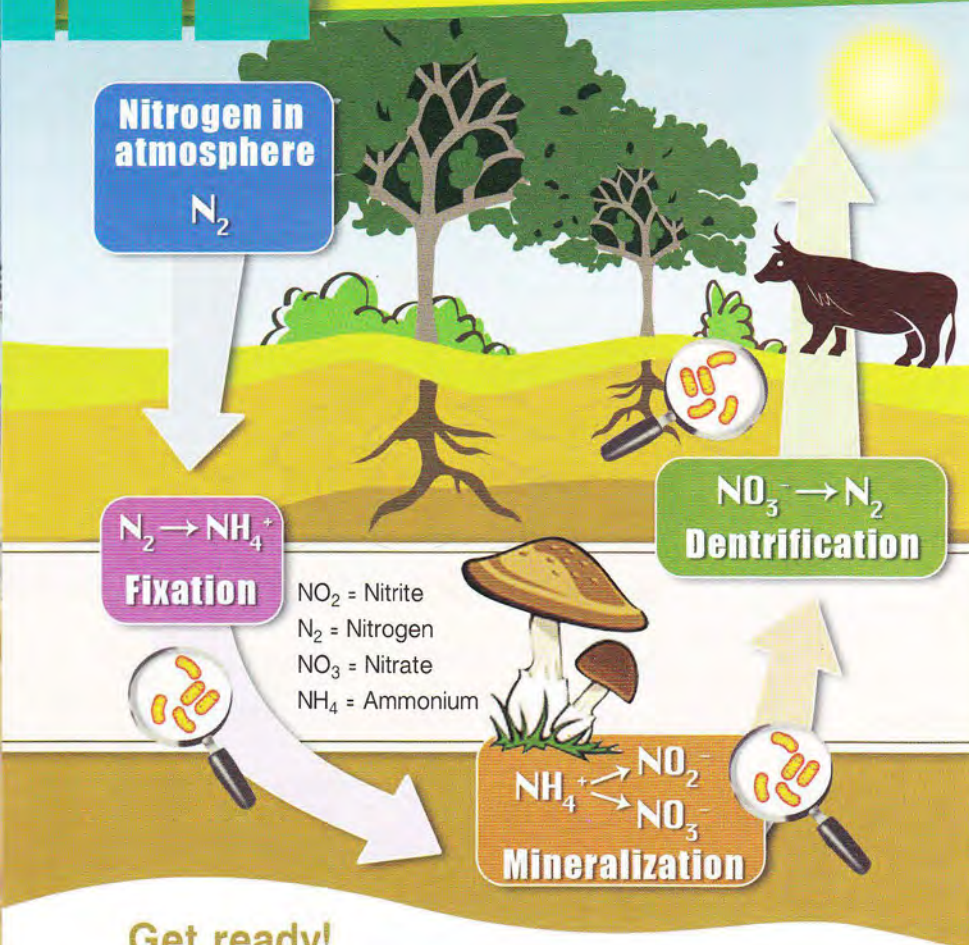 Nitrogen in
atmosphere
N₂
N₂ → NH₄⁺
Fixation
NO₂ = Nitrite
N₂ = Nitrogen
NO₃ = Nitrate
NH₄ = Ammonium
NO₃⁻ → N₂
Dentrification
NH₄⁺ → NO₂⁻
→ NO₃⁻
Mineralization
Get ready!